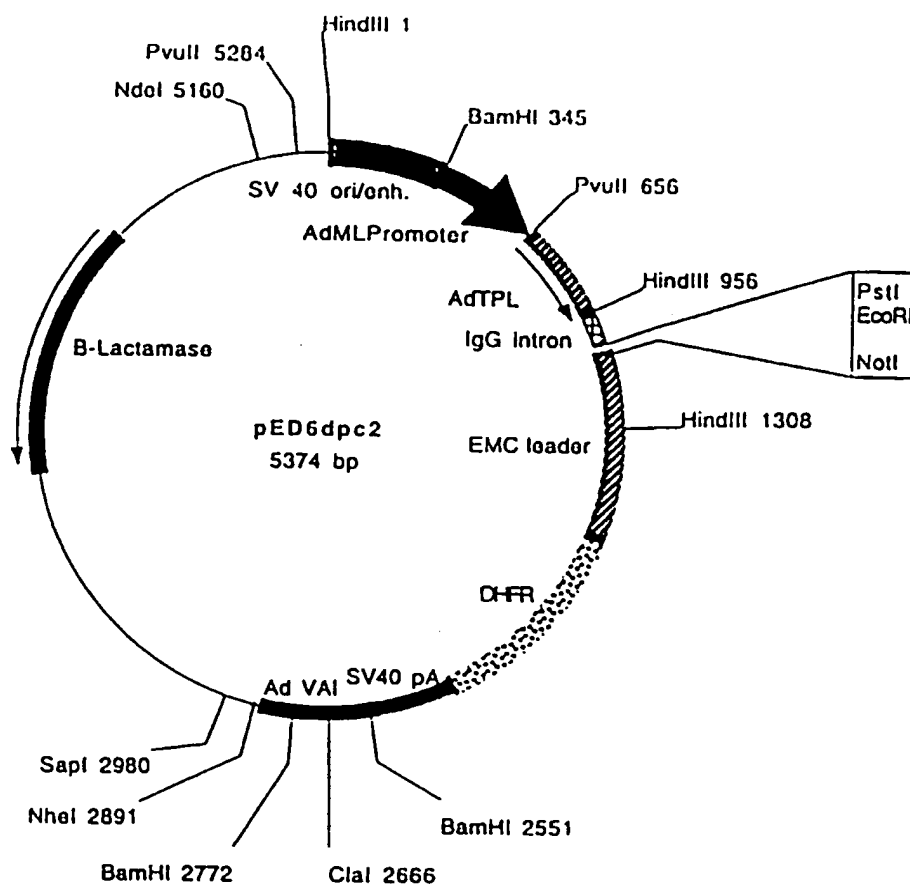 HindIII 1
PvuII 5284
NdeI 5160
BamHI 345
SV 40 ori/enh.
PvuII 656
AdMLPromoter
HindIII 956
AdTPL
IgG Intron
PstI
EcoRI
NotI
B-Lactamase
pED6dpc2
5374 bp
EMC leader
HindIII 1308
DHFR
Ad VAI
SV40 pA
SapI 2980
NheI 2891
BamHI 2772
ClaI 2666
BamHI 2551